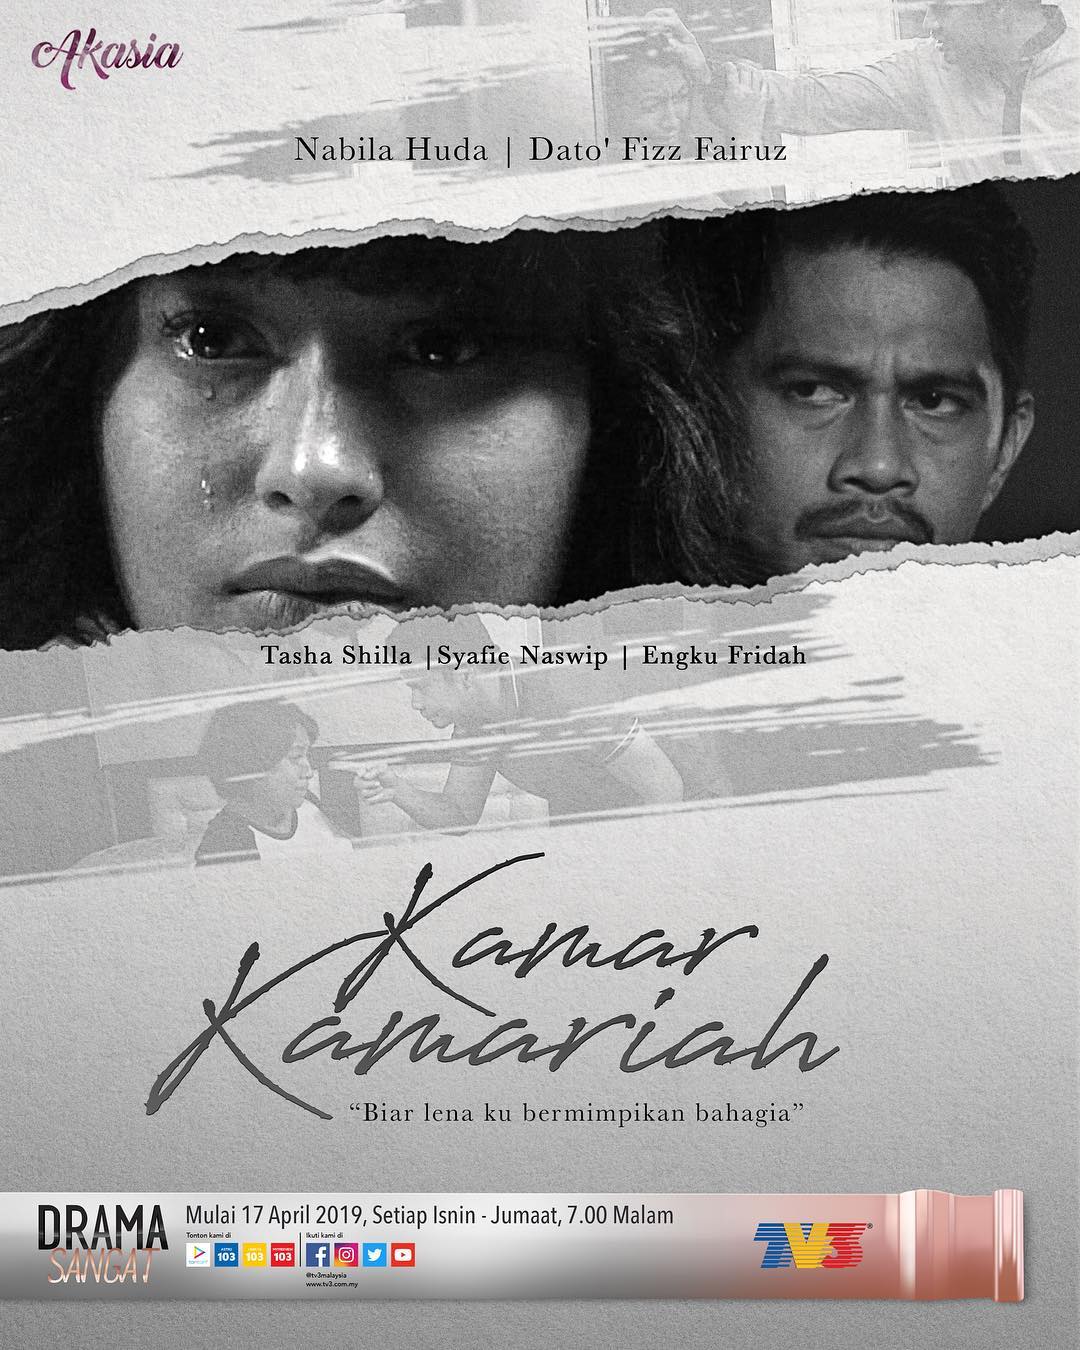 Akasia
Nabila Huda | Dato' Fizz Fairuz
Tasha Shilla | Syafie Naswip | Engku Fridah
Kamar
Kamariah
“Biar lena ku bermimpikan bahagia”
DRAMA
SANGAT
Mulai 17 April 2019, Setiap Isnin - Jumaat, 7.00 Malam
Tonton kami di
Ikuti kami di
tonton
ASTRO
103
103
103
@tv3malaysia
www.tv3.com.my
TV3®